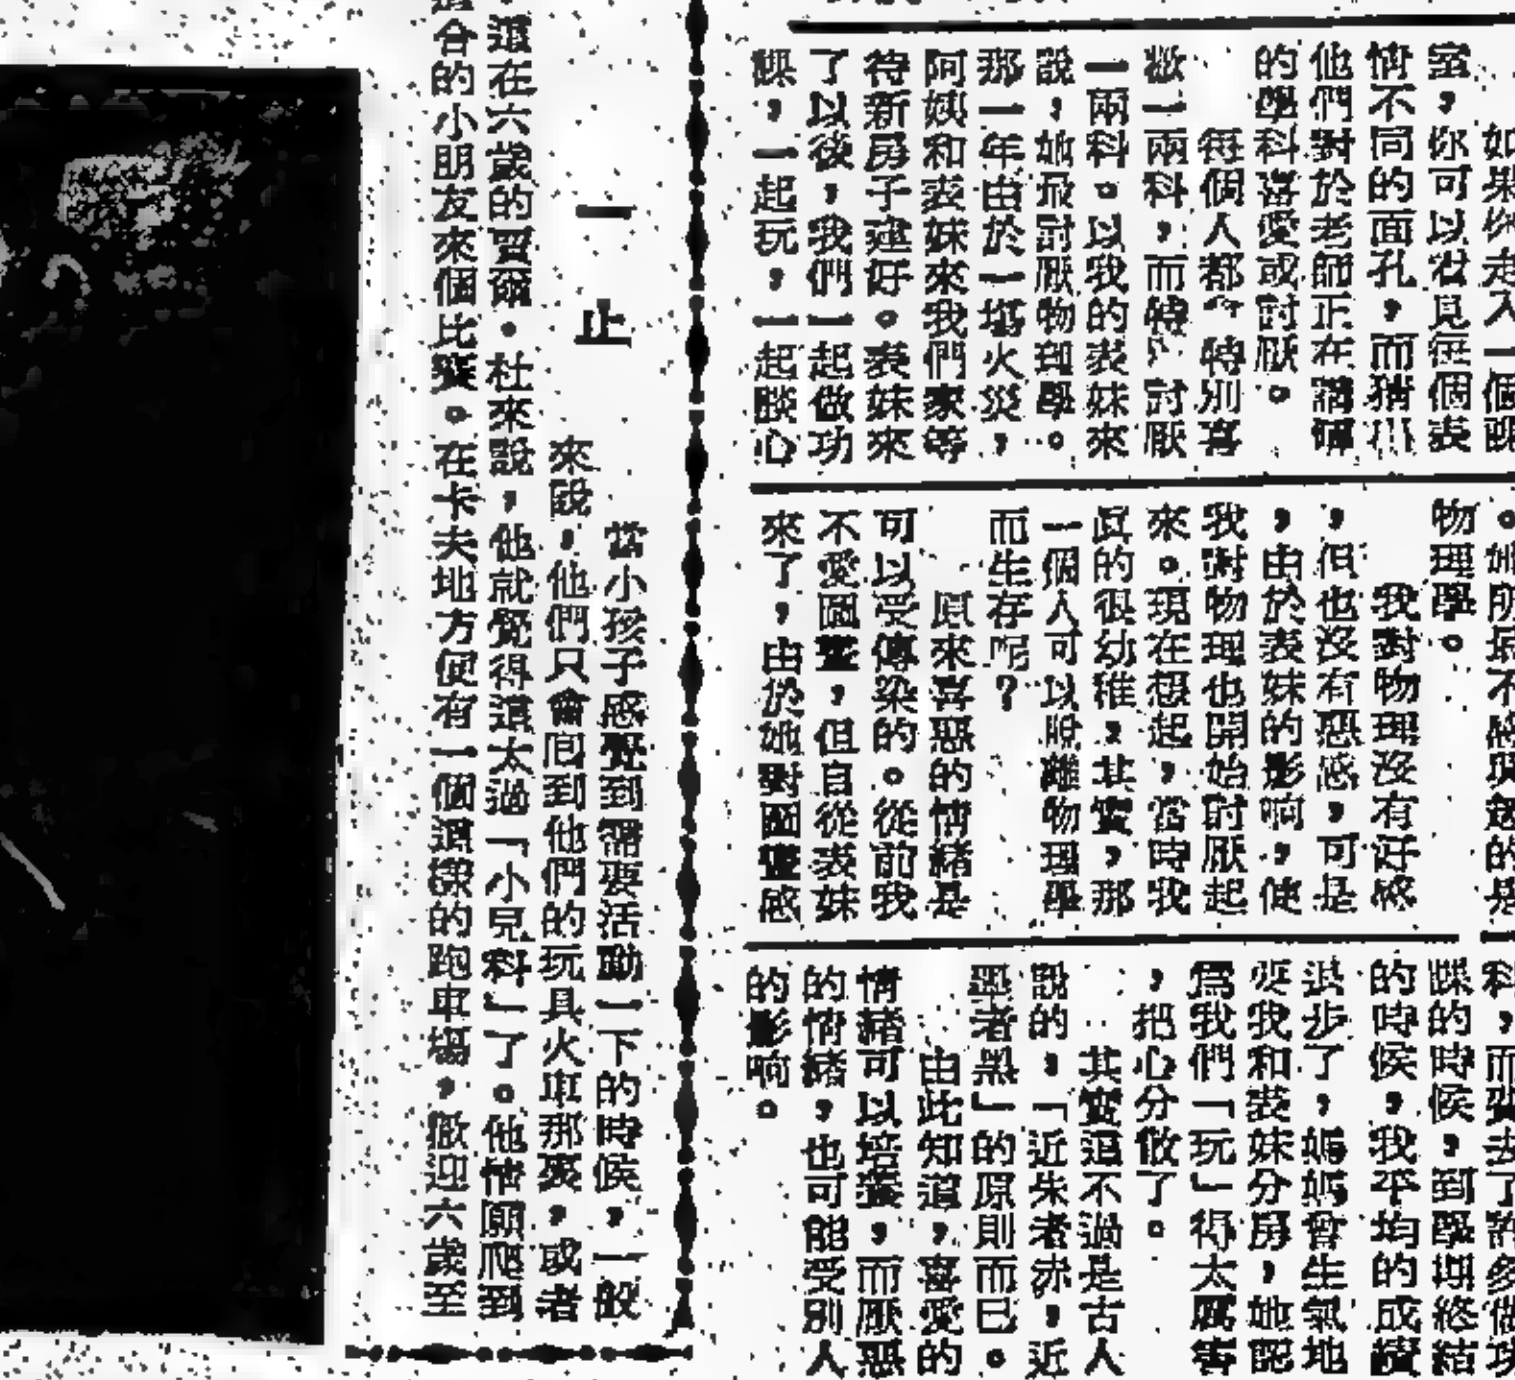 如果你走入一個課
室，你可以看見每個表
情不同的面孔，而猜出
他們對於老師正在講解
的學科喜愛或討厭。
每個人都會特別喜
歡一兩科，而特別討厭
一兩科。以我的表妹來
說，她最討厭物理學。
那一年由於一場火災，
阿姨和表妹來我們家等
待新房子建好。表妹來
了以後，我們一起做功
課，一起玩，一起談心
。她所最不感興趣的是
物理學。
我對物理沒有好感
，但也沒有惡感，可是
，由於表妹的影响，使
我對物理也開始討厭起
來。現在想起，當時我
眞的很幼稚，其實，那
一個人可以脫離物理學
而生存呢？
原來喜惡的情緒是
可以受傳染的。從前我
不愛圖畫，但自從表妹
來了，由於她對圖畫感
科，而費去了許多做功
課的時候，到學期終結
的時候，我平均的成績
退步了，媽媽會生氣地
要我和表妹分房，她認
爲我們「玩」得太厲害
，把心分散了。
其實這不過是古人
說的，「近朱者赤，近
墨者黑」的原則而已。
由此知道，喜愛的
情緒可以培養，而厭惡
的情緒，也可能受別人
的影响。
一止
當小孩子感覺到需要活動一下的時候，一般
來說，他們只會回到他們的玩具火車那裏，或者
還在六歲的賈爾。杜來說，他就覺得這太過「小兒科」了。他情願爬到
適合的小朋友來個比賽。在卡夫地方便有一個這樣的跑車場，歡迎六歲至